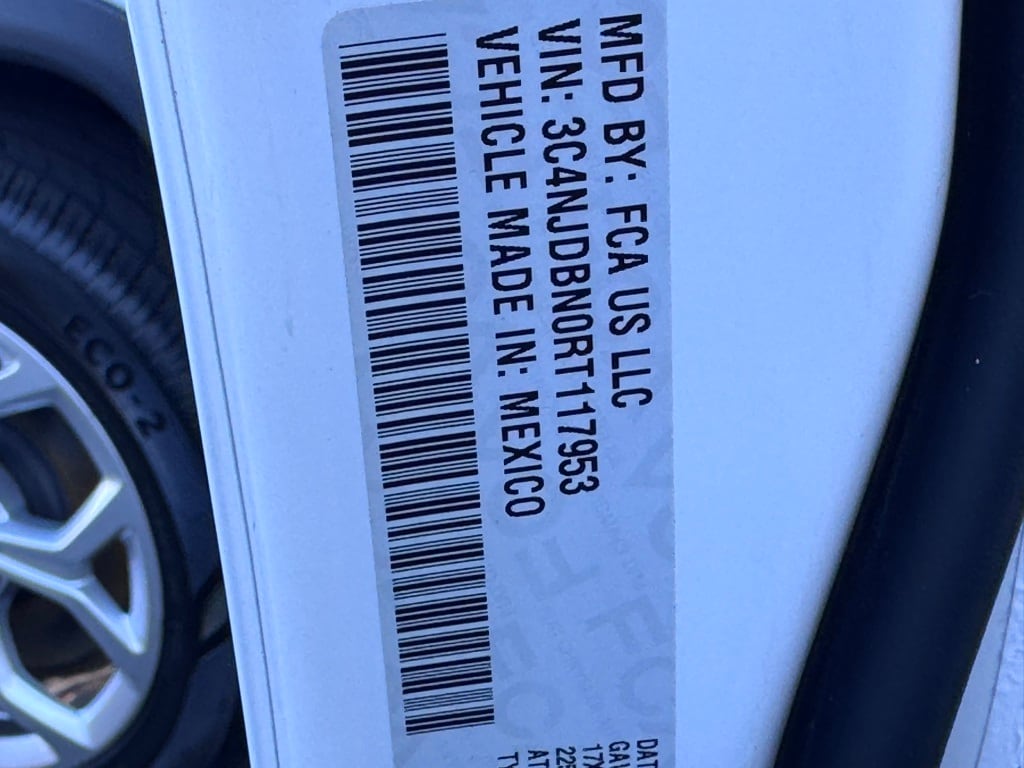 MFD BY: FCA US LLC
VIN: 3C4NJDBN0RT117953
VEHICLE MADE IN: MEXICO
ECO-2